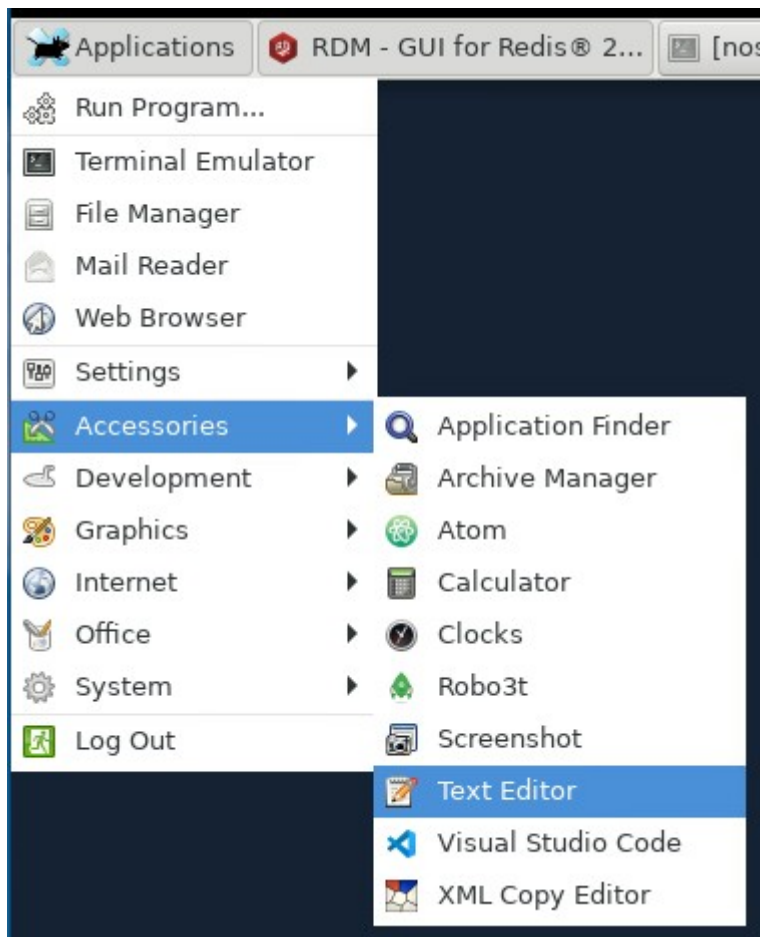 Applications RDM - GUI for Redis® 2... [nos
Run Program...
Terminal Emulator
File Manager
Mail Reader
Web Browser
Settings
Accessories
Development
Graphics
Internet
Office
System
Log Out
Application Finder
Archive Manager
Atom
Calculator
Clocks
Robo3t
Screenshot
Text Editor
Visual Studio Code
XML Copy Editor